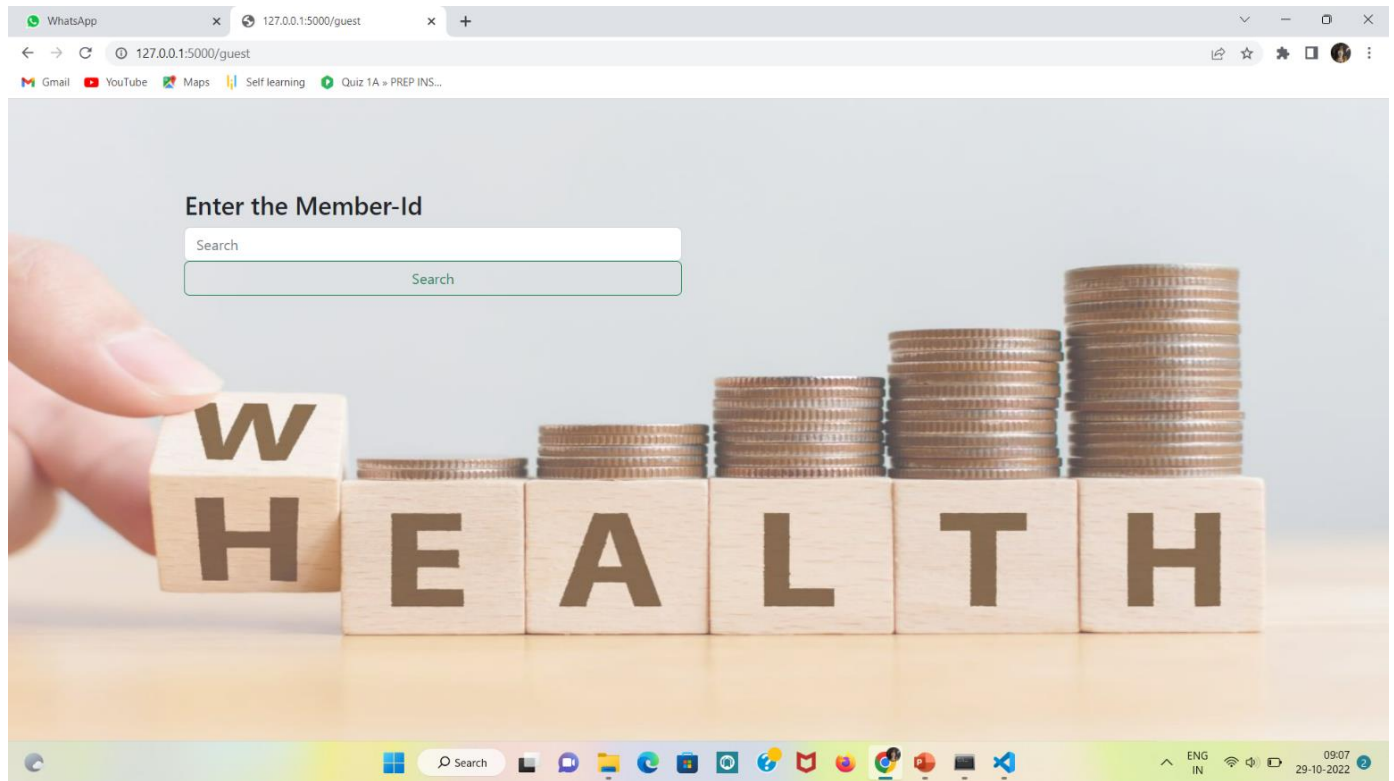 WhatsApp
127.0.0.1:5000/guest
127.0.0.1:5000/guest
Gmail YouTube Maps Self learning Quiz 1A » PREP INS...
Enter the Member-Id
Search
Search
W
H E A L T H
Search
ENG
IN
09:07
29-10-2022
2